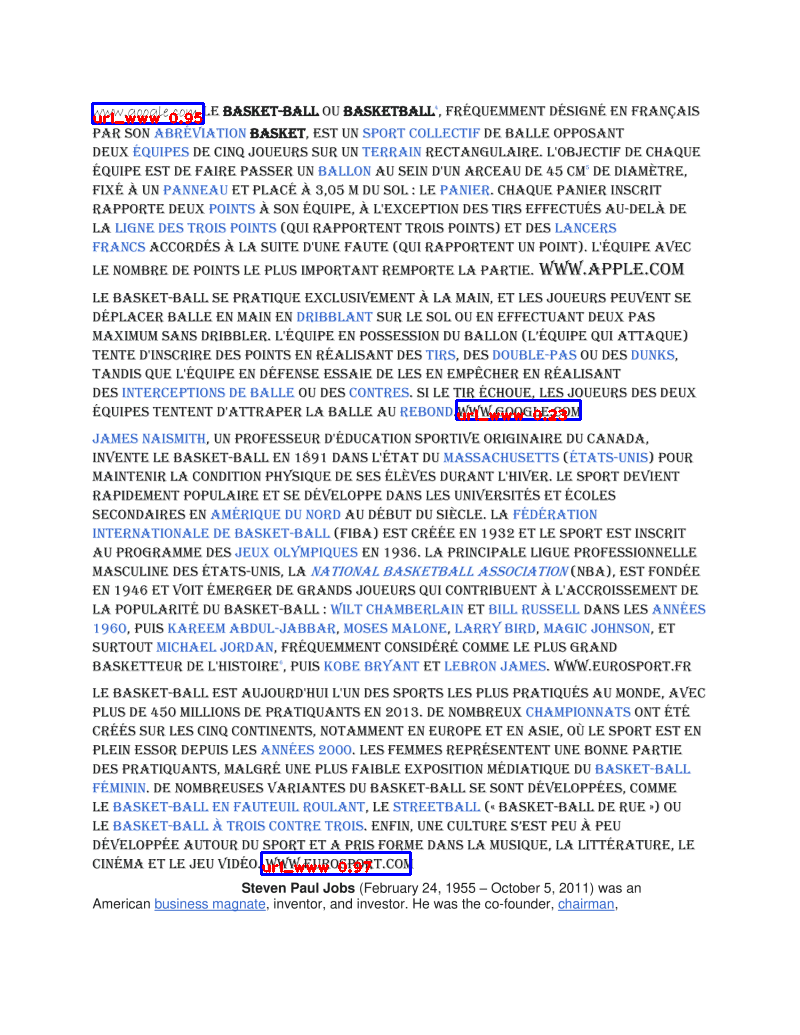 www.google.com LE BASKET-BALL OU BASKETBALL, FRÉQUEMMENT DÉSIGNÉ EN FRANÇAIS
url_www 0.95
PAR SON ABRÉVIATION BASKET, EST UN SPORT COLLECTIF DE BALLE OPPOSANT
DEUX ÉQUIPES DE CINQ JOUEURS SUR UN TERRAIN RECTANGULAIRE. L'OBJECTIF DE CHAQUE
ÉQUIPE EST DE FAIRE PASSER UN BALLON AU SEIN D'UN ARCEAU DE 45 CM DE DIAMÈTRE,
FIXÉ À UN PANNEAU ET PLACÉ À 3,05 M DU SOL : LE PANIER. CHAQUE PANIER INSCRIT
RAPPORTE DEUX POINTS À SON ÉQUIPE, À L'EXCEPTION DES TIRS EFFECTUÉS AU-DELÀ DE
LA LIGNE DES TROIS POINTS (QUI RAPPORTENT TROIS POINTS) ET DES LANCERS
FRANCS ACCORDÉS À LA SUITE D'UNE FAUTE (QUI RAPPORTENT UN POINT). L'ÉQUIPE AVEC
LE NOMBRE DE POINTS LE PLUS IMPORTANT REMPORTE LA PARTIE. WWW.APPLE.COM
LE BASKET-BALL SE PRATIQUE EXCLUSIVEMENT À LA MAIN, ET LES JOUEURS PEUVENT SE
DÉPLACER BALLE EN MAIN EN DRIBBLANT SUR LE SOL OU EN EFFECTUANT DEUX PAS
MAXIMUM SANS DRIBBLER. L'ÉQUIPE EN POSSESSION DU BALLON (L'ÉQUIPE QUI ATTAQUE)
TENTE D'INSCRIRE DES POINTS EN RÉALISANT DES TIRS, DES DOUBLE-PAS OU DES DUNKS,
TANDIS QUE L'ÉQUIPE EN DÉFENSE ESSAIE DE LES EN EMPÊCHER EN RÉALISANT
DES INTERCEPTIONS DE BALLE OU DES CONTRES. SI LE TIR ÉCHOUE, LES JOUEURS DES DEUX
ÉQUIPES TENTENT D'ATTRAPER LA BALLE AU REBOND.WWW.GOOGLE.COM
url_www 0.23
JAMES NAISMITH, UN PROFESSEUR D'ÉDUCATION SPORTIVE ORIGINAIRE DU CANADA,
INVENTE LE BASKET-BALL EN 1891 DANS L'ÉTAT DU MASSACHUSETTS (ÉTATS-UNIS) POUR
MAINTENIR LA CONDITION PHYSIQUE DE SES ÉLÈVES DURANT L'HIVER. LE SPORT DEVIENT
RAPIDEMENT POPULAIRE ET SE DÉVELOPPE DANS LES UNIVERSITÉS ET ÉCOLES
SECONDAIRES EN AMÉRIQUE DU NORD AU DÉBUT DU SIÈCLE. LA FÉDÉRATION
INTERNATIONALE DE BASKET-BALL (FIBA) EST CRÉÉE EN 1932 ET LE SPORT EST INSCRIT
AU PROGRAMME DES JEUX OLYMPIQUES EN 1936. LA PRINCIPALE LIGUE PROFESSIONNELLE
MASCULINE DES ÉTATS-UNIS, LA NATIONAL BASKETBALL ASSOCIATION (NBA), EST FONDÉE
EN 1946 ET VOIT ÉMERGER DE GRANDS JOUEURS QUI CONTRIBUENT À L'ACCROISSEMENT DE
LA POPULARITÉ DU BASKET-BALL : WILT CHAMBERLAIN ET BILL RUSSELL DANS LES ANNÉES
1960, PUIS KAREEM ABDUL-JABBAR, MOSES MALONE, LARRY BIRD, MAGIC JOHNSON, ET
SURTOUT MICHAEL JORDAN, FRÉQUEMMENT CONSIDÉRÉ COMME LE PLUS GRAND
BASKETTEUR DE L'HISTOIRE, PUIS KOBE BRYANT ET LEBRON JAMES. WWW.EUROSPORT.FR
LE BASKET-BALL EST AUJOURD'HUI L'UN DES SPORTS LES PLUS PRATIQUÉS AU MONDE, AVEC
PLUS DE 450 MILLIONS DE PRATIQUANTS EN 2013. DE NOMBREUX CHAMPIONNATS ONT ÉTÉ
CRÉÉS SUR LES CINQ CONTINENTS, NOTAMMENT EN EUROPE ET EN ASIE, OÙ LE SPORT EST EN
PLEIN ESSOR DEPUIS LES ANNÉES 2000. LES FEMMES REPRÉSENTENT UNE BONNE PARTIE
DES PRATIQUANTS, MALGRÉ UNE PLUS FAIBLE EXPOSITION MÉDIATIQUE DU BASKET-BALL
FÉMININ. DE NOMBREUSES VARIANTES DU BASKET-BALL SE SONT DÉVELOPPÉES, COMME
LE BASKET-BALL EN FAUTEUIL ROULANT, LE STREETBALL (« BASKET-BALL DE RUE ») OU
LE BASKET-BALL À TROIS CONTRE TROIS. ENFIN, UNE CULTURE S'EST PEU À PEU
DÉVELOPPÉE AUTOUR DU SPORT ET A PRIS FORME DANS LA MUSIQUE, LA LITTÉRATURE, LE
CINÉMA ET LE JEU VIDÉO. WWW.EUROSPORT.COM
url_www 0.97
Steven Paul Jobs (February 24, 1955 – October 5, 2011) was an
American business magnate, inventor, and investor. He was the co-founder, chairman,